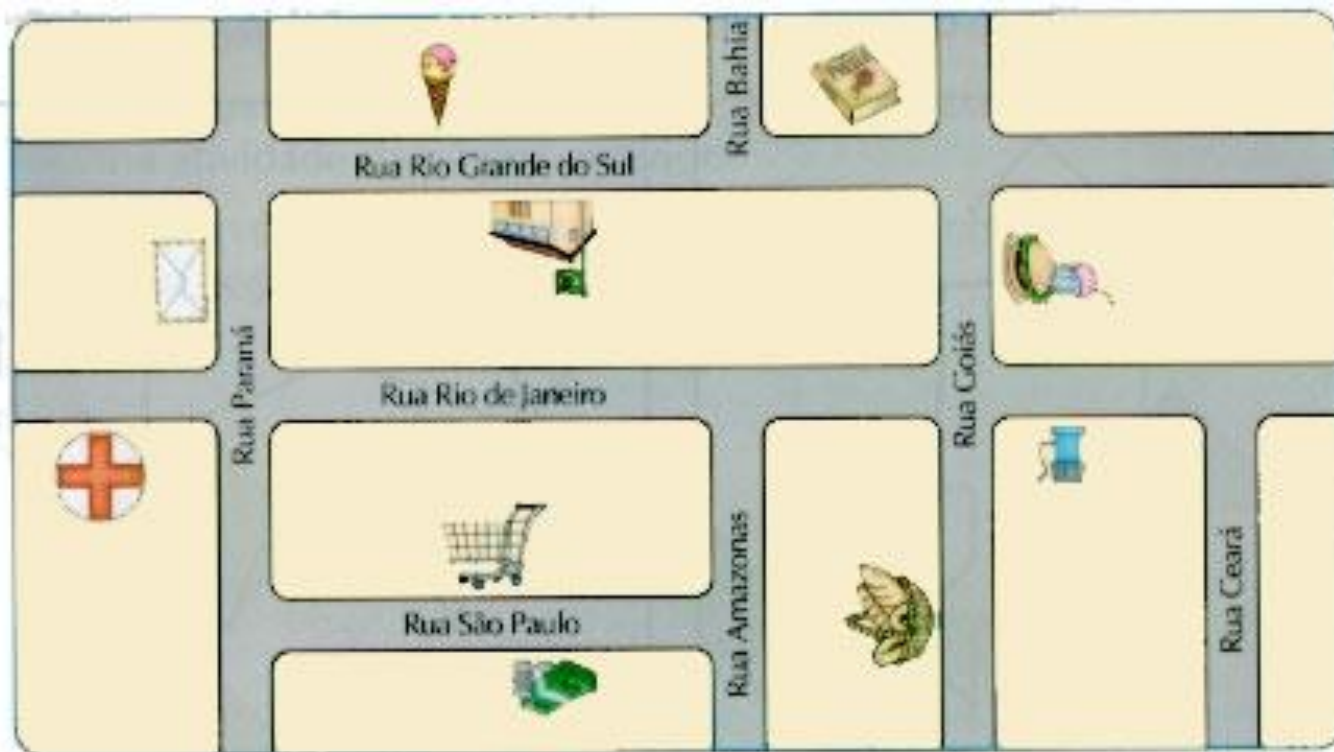 Rua Bahia
Rua Rio Grande do Sul
Rua Paraná
Rua Rio de Janeiro
Rua Goiás
Rua São Paulo
Rua Amazonas
Rua Ceará